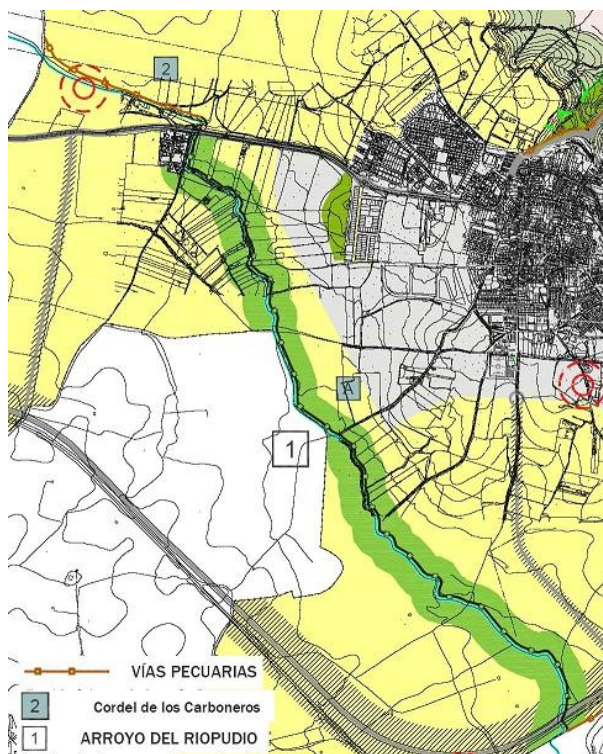 2
A
1
VÍAS PECUARIAS
2 Cordel de los Carboneros
1 ARROYO DEL RIOPUDIO